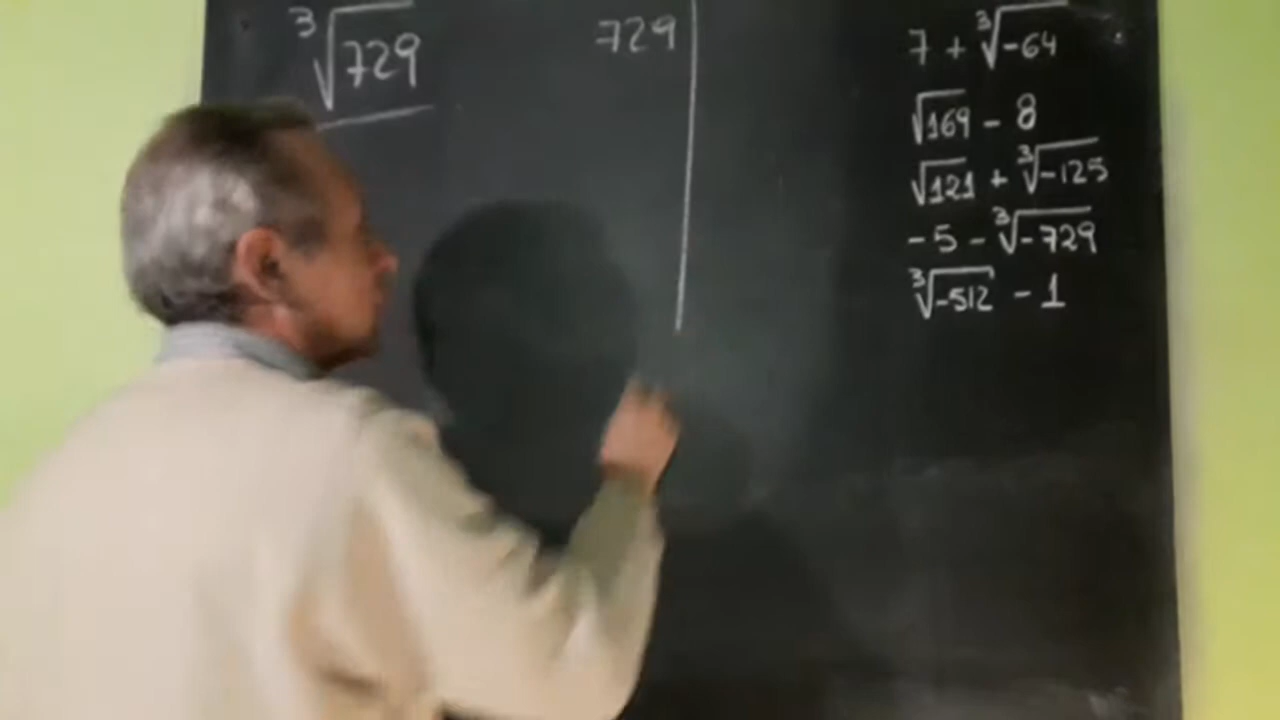 ∛729
729
7 + ∛-64
√169 - 8
√121 + ∛-125
-5 - ∛-729
∛-512 - 1